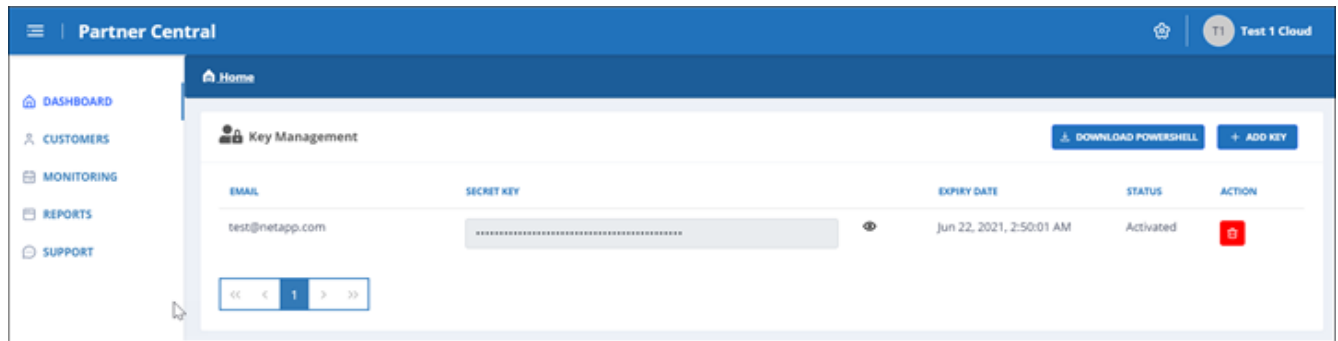 Partner Central
T1 Test 1 Cloud
Home
DASHBOARD
CUSTOMERS
MONITORING
REPORTS
SUPPORT
Key Management
DOWNLOAD POWERSHELL
+ ADD KEY
EMAIL SECRET KEY EXPIRY DATE STATUS ACTION
test@netapp.com Jun 22, 2021, 2:50:01 AM Activated
<< < 1 > >>